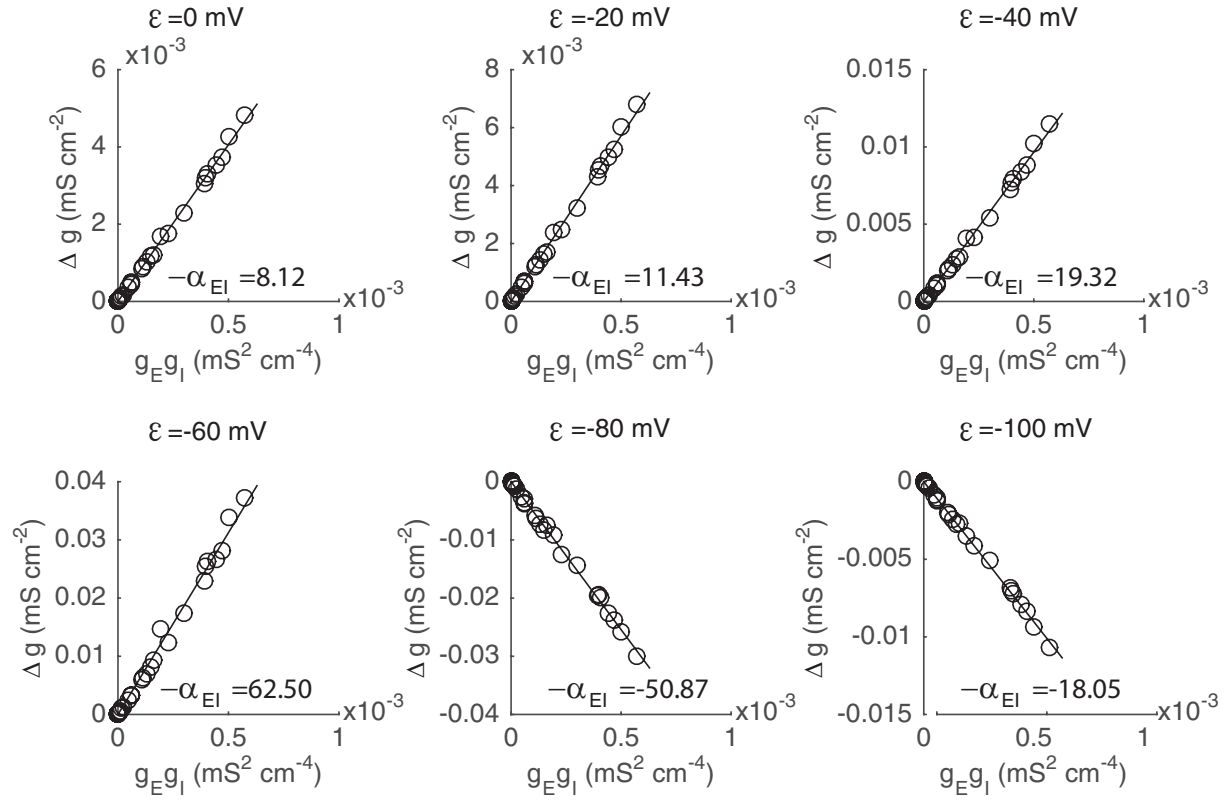 ε =0 mV
x10⁻³
6
4
2
0
Δ g (mS cm⁻²)
−α_EI =8.12
x10⁻³
0 0.5 1
g_E g_I (mS² cm⁻⁴)
ε =-20 mV
x10⁻³
8
6
4
2
0
Δ g (mS cm⁻²)
−α_EI =11.43
x10⁻³
0 0.5 1
g_E g_I (mS² cm⁻⁴)
ε =-40 mV
0.015
0.01
0.005
0
Δ g (mS cm⁻²)
−α_EI =19.32
x10⁻³
0 0.5 1
g_E g_I (mS² cm⁻⁴)
ε =-60 mV
0.04
0.03
0.02
0.01
0
Δ g (mS cm⁻²)
−α_EI =62.50
x10⁻³
0 0.5 1
g_E g_I (mS² cm⁻⁴)
ε =-80 mV
0
-0.01
-0.02
-0.03
-0.04
Δ g (mS cm⁻²)
−α_EI =-50.87
x10⁻³
0 0.5 1
g_E g_I (mS² cm⁻⁴)
ε =-100 mV
0
-0.005
-0.01
-0.015
Δ g (mS cm⁻²)
−α_EI =-18.05
x10⁻³
0 0.5 1
g_E g_I (mS² cm⁻⁴)